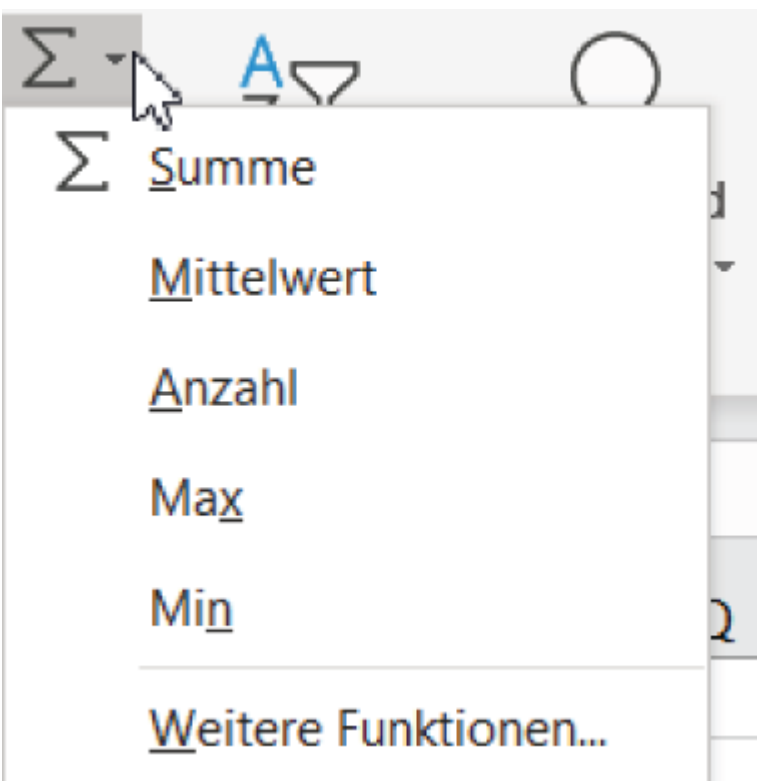 Σ
A
Σ Summe
d
Mittelwert
Anzahl
Max
Min
Q
Weitere Funktionen...